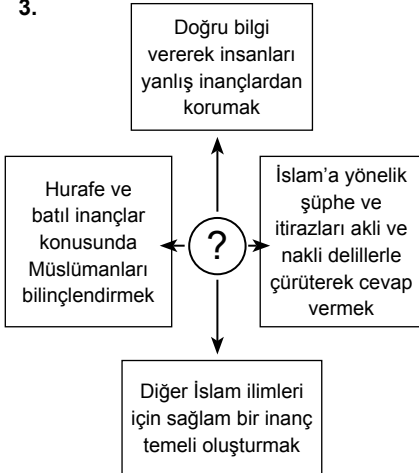 3.
Doğru bilgi
vererek insanları
yanlış inançlardan
korumak
Hurafe ve
batıl inançlar
konusunda
Müslümanları
bilinçlendirmek
?
İslam’a yönelik
şüphe ve
itirazları akli ve
nakli delillerle
çürüterek cevap
vermek
Diğer İslam ilimleri
için sağlam bir inanç
temeli oluşturmak